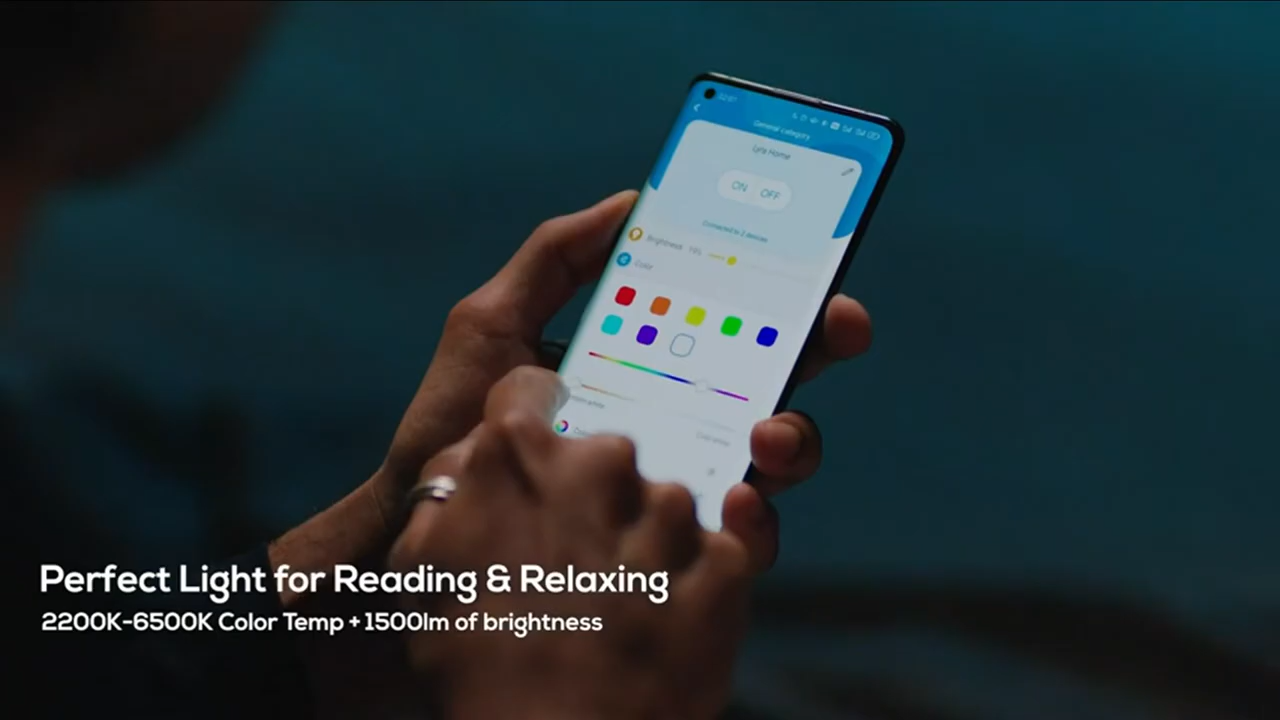 General category
Lyra Home
ON OFF
Connected to 2 devices
Brightness
Color
Perfect Light for Reading & Relaxing
2200K-6500K Color Temp + 1500lm of brightness